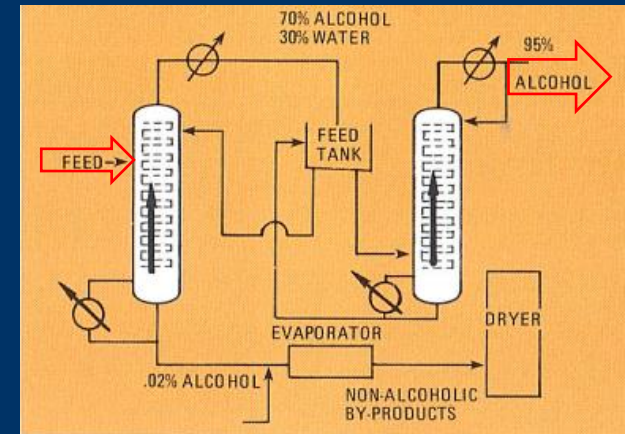 70% ALCOHOL
30% WATER
95%
ALCOHOL
FEED
FEED
TANK
EVAPORATOR
DRYER
.02% ALCOHOL
NON-ALCOHOLIC
BY-PRODUCTS